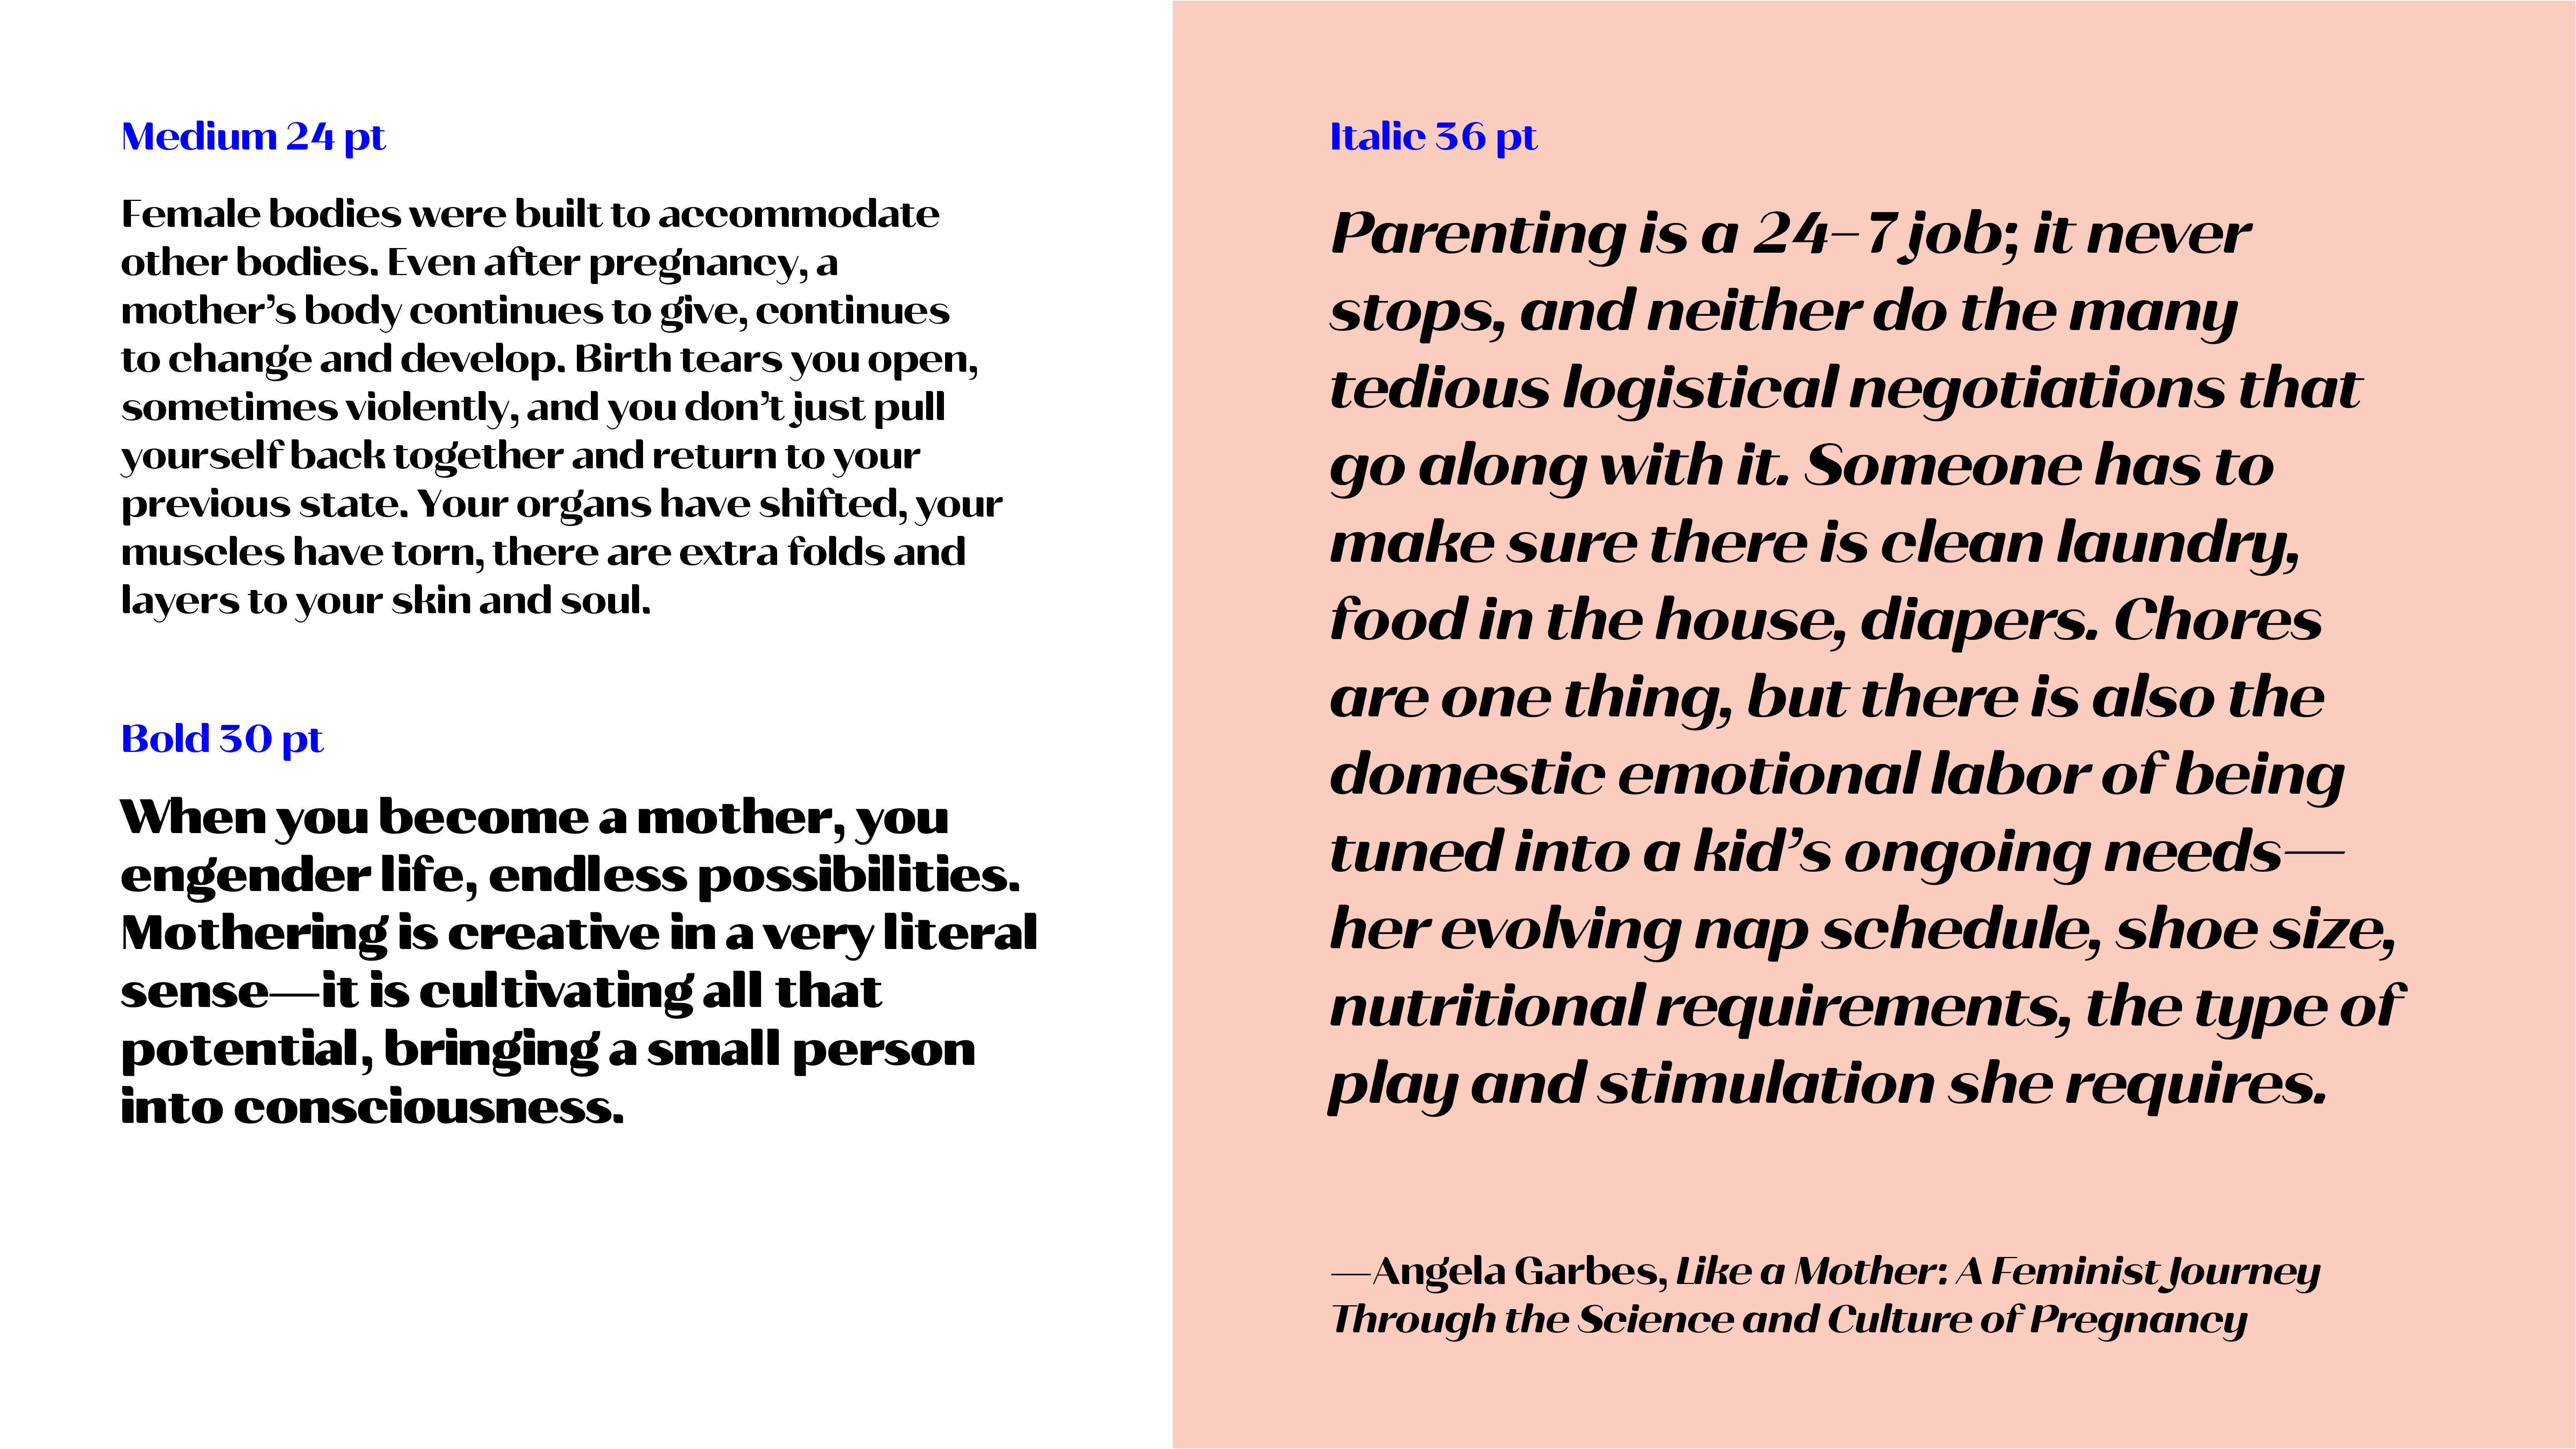 Medium 24 pt
Female bodies were built to accommodate
other bodies. Even after pregnancy, a
mother’s body continues to give, continues
to change and develop. Birth tears you open,
sometimes violently, and you don’t just pull
yourself back together and return to your
previous state. Your organs have shifted, your
muscles have torn, there are extra folds and
layers to your skin and soul.
Bold 30 pt
When you become a mother, you
engender life, endless possibilities.
Mothering is creative in a very literal
sense—it is cultivating all that
potential, bringing a small person
into consciousness.
Italic 36 pt
Parenting is a 24–7 job; it never
stops, and neither do the many
tedious logistical negotiations that
go along with it. Someone has to
make sure there is clean laundry,
food in the house, diapers. Chores
are one thing, but there is also the
domestic emotional labor of being
tuned into a kid’s ongoing needs—
her evolving nap schedule, shoe size,
nutritional requirements, the type of
play and stimulation she requires.
—Angela Garbes, Like a Mother: A Feminist Journey
Through the Science and Culture of Pregnancy